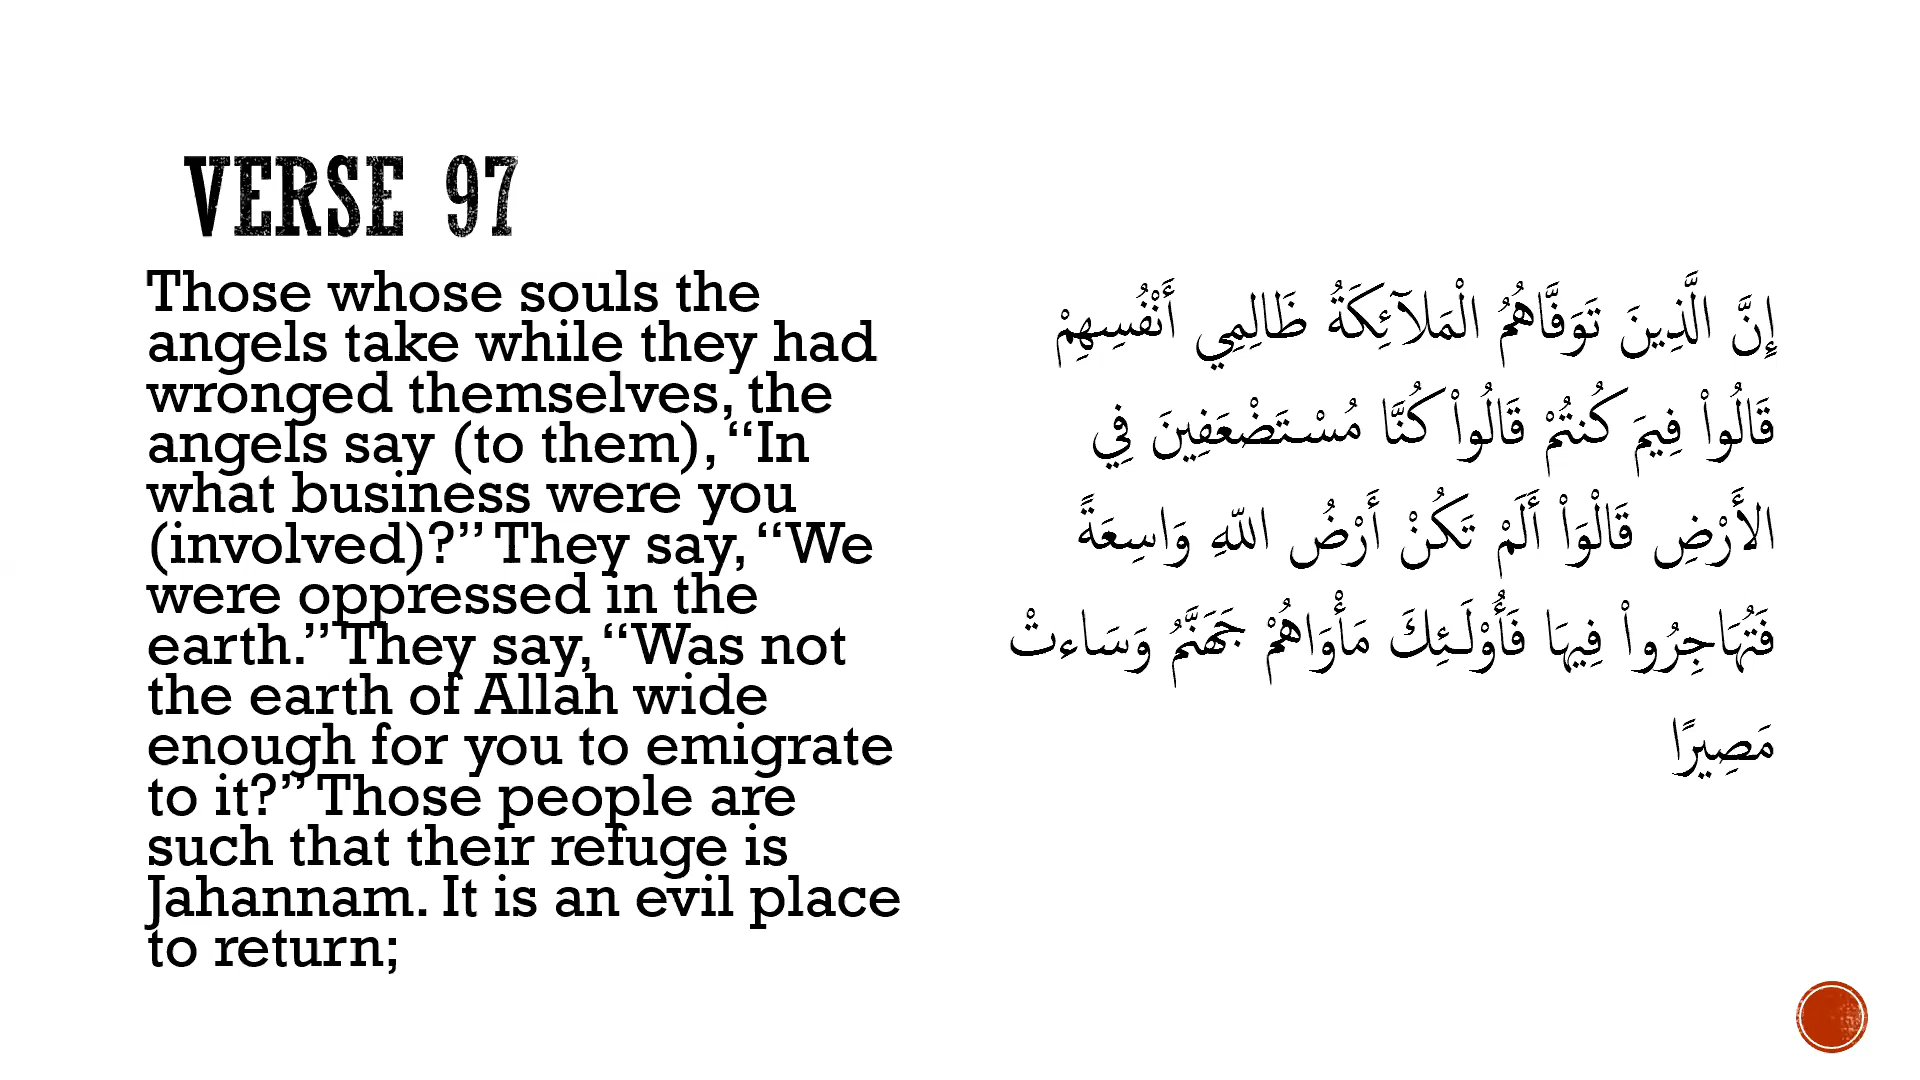 VERSE 97
Those whose souls the
angels take while they had
wronged themselves, the
angels say (to them), “In
what business were you
(involved)?” They say, “We
were oppressed in the
earth.” They say, “Was not
the earth of Allah wide
enough for you to emigrate
to it?” Those people are
such that their refuge is
Jahannam. It is an evil place
to return;
إِنَّ الَّذِينَ تَوَفَّاهُمُ الْمَلآئِكَةُ ظَالِمِي أَنْفُسِهِمْ
قَالُواْ فِيمَ كُنتُمْ قَالُواْ كُنَّا مُسْتَضْعَفِينَ فِي
الأَرْضِ قَالْوَاْ أَلَمْ تَكُنْ أَرْضُ اللّهِ وَاسِعَةً
فَتُهَاجِرُواْ فِيهَا فَأُوْلَـئِكَ مَأْوَاهُمْ جَهَنَّمُ وَسَاءتْ
مَصِيرًا